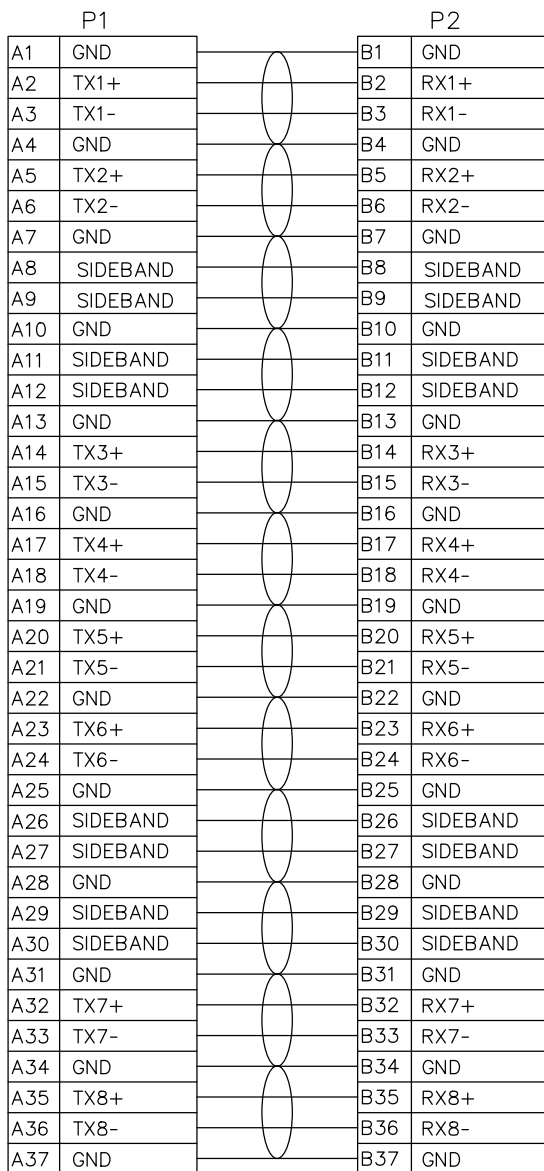 P1 P2
A1 GND B1 GND
A2 TX1+ B2 RX1+
A3 TX1- B3 RX1-
A4 GND B4 GND
A5 TX2+ B5 RX2+
A6 TX2- B6 RX2-
A7 GND B7 GND
A8 SIDEBAND B8 SIDEBAND
A9 SIDEBAND B9 SIDEBAND
A10 GND B10 GND
A11 SIDEBAND B11 SIDEBAND
A12 SIDEBAND B12 SIDEBAND
A13 GND B13 GND
A14 TX3+ B14 RX3+
A15 TX3- B15 RX3-
A16 GND B16 GND
A17 TX4+ B17 RX4+
A18 TX4- B18 RX4-
A19 GND B19 GND
A20 TX5+ B20 RX5+
A21 TX5- B21 RX5-
A22 GND B22 GND
A23 TX6+ B23 RX6+
A24 TX6- B24 RX6-
A25 GND B25 GND
A26 SIDEBAND B26 SIDEBAND
A27 SIDEBAND B27 SIDEBAND
A28 GND B28 GND
A29 SIDEBAND B29 SIDEBAND
A30 SIDEBAND B30 SIDEBAND
A31 GND B31 GND
A32 TX7+ B32 RX7+
A33 TX7- B33 RX7-
A34 GND B34 GND
A35 TX8+ B35 RX8+
A36 TX8- B36 RX8-
A37 GND B37 GND